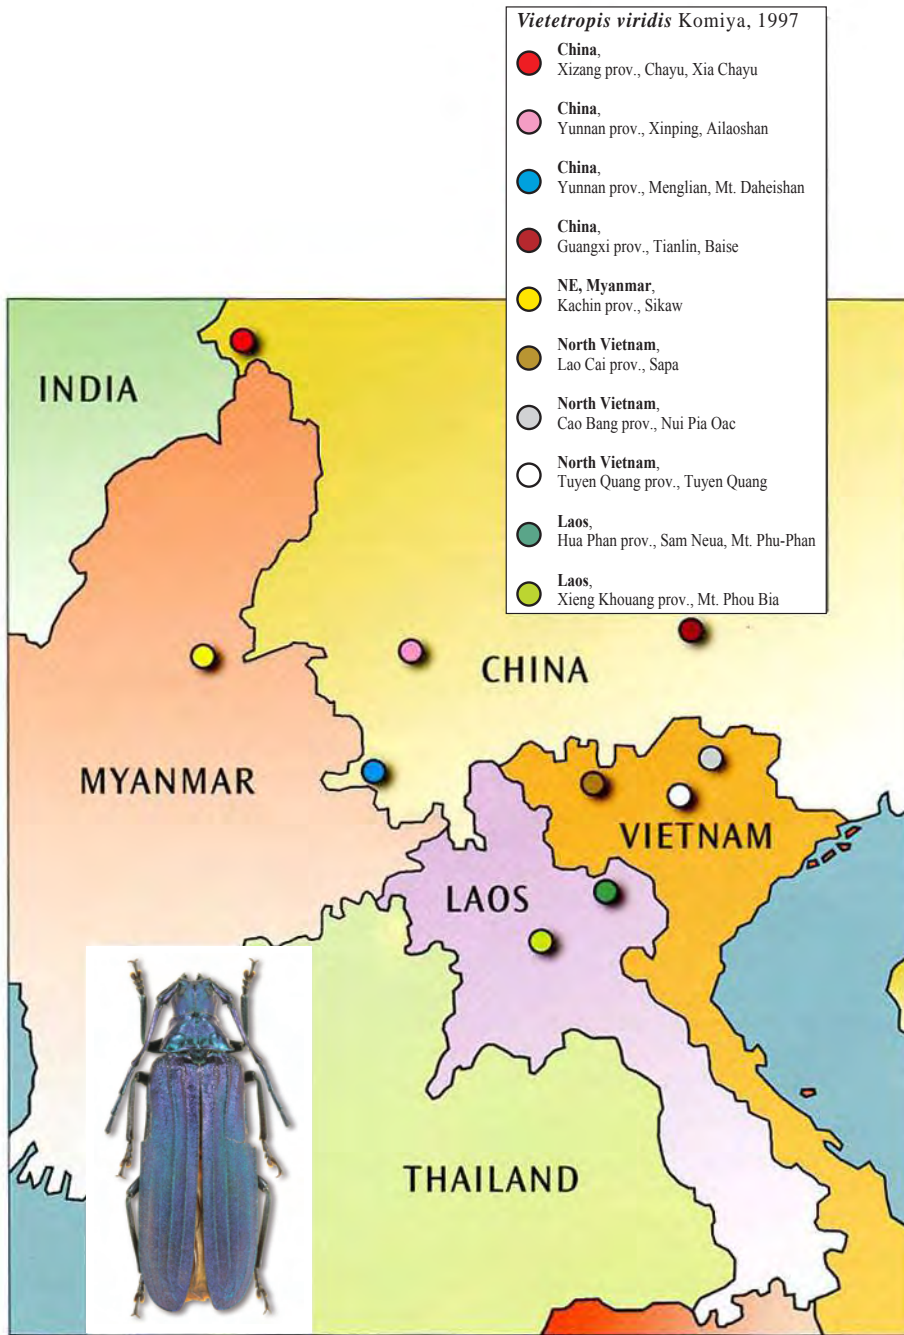 Vietetropis viridis Komiya, 1997
China,
Xizang prov., Chayu, Xia Chayu
China,
Yunnan prov., Xinping, Ailaoshan
China,
Yunnan prov., Menglian, Mt. Daheishan
China,
Guangxi prov., Tianlin, Baise
NE, Myanmar,
Kachin prov., Sikaw
North Vietnam,
Lao Cai prov., Sapa
North Vietnam,
Cao Bang prov., Nui Pia Oac
North Vietnam,
Tuyen Quang prov., Tuyen Quang
Laos,
Hua Phan prov., Sam Neua, Mt. Phu-Phan
Laos,
Xieng Khouang prov., Mt. Phou Bia
INDIA
CHINA
MYANMAR
VIETNAM
LAOS
THAILAND